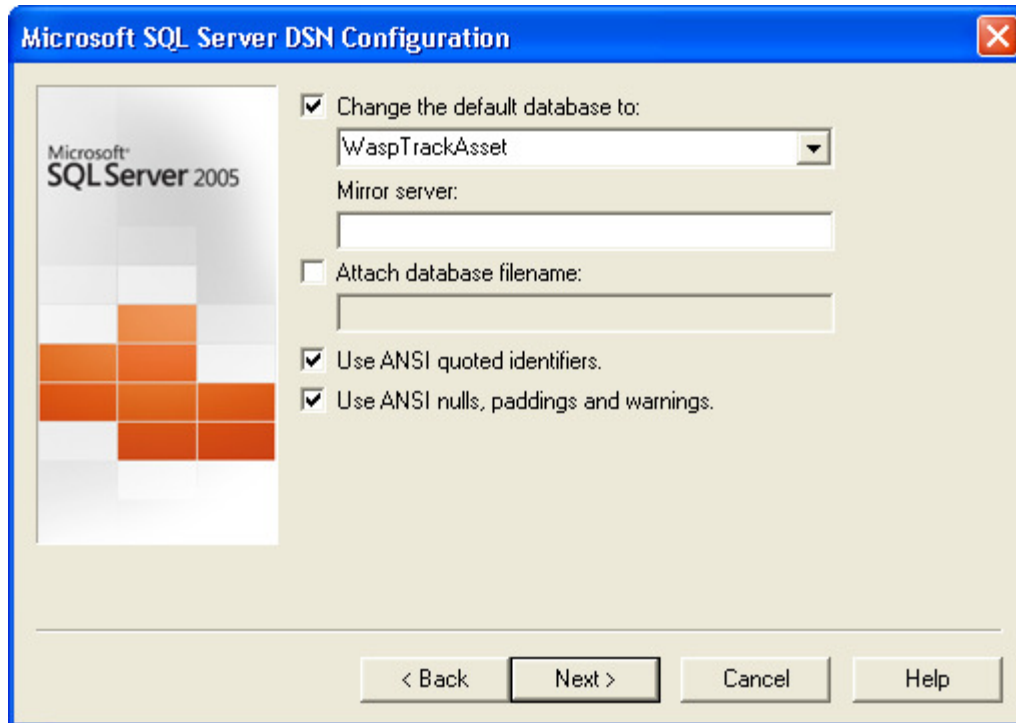 Microsoft SQL Server DSN Configuration
Microsoft®
SQL Server 2005
Change the default database to:
WaspTrackAsset
Mirror server:
Attach database filename:
Use ANSI quoted identifiers.
Use ANSI nulls, paddings and warnings.
< Back
Next >
Cancel
Help